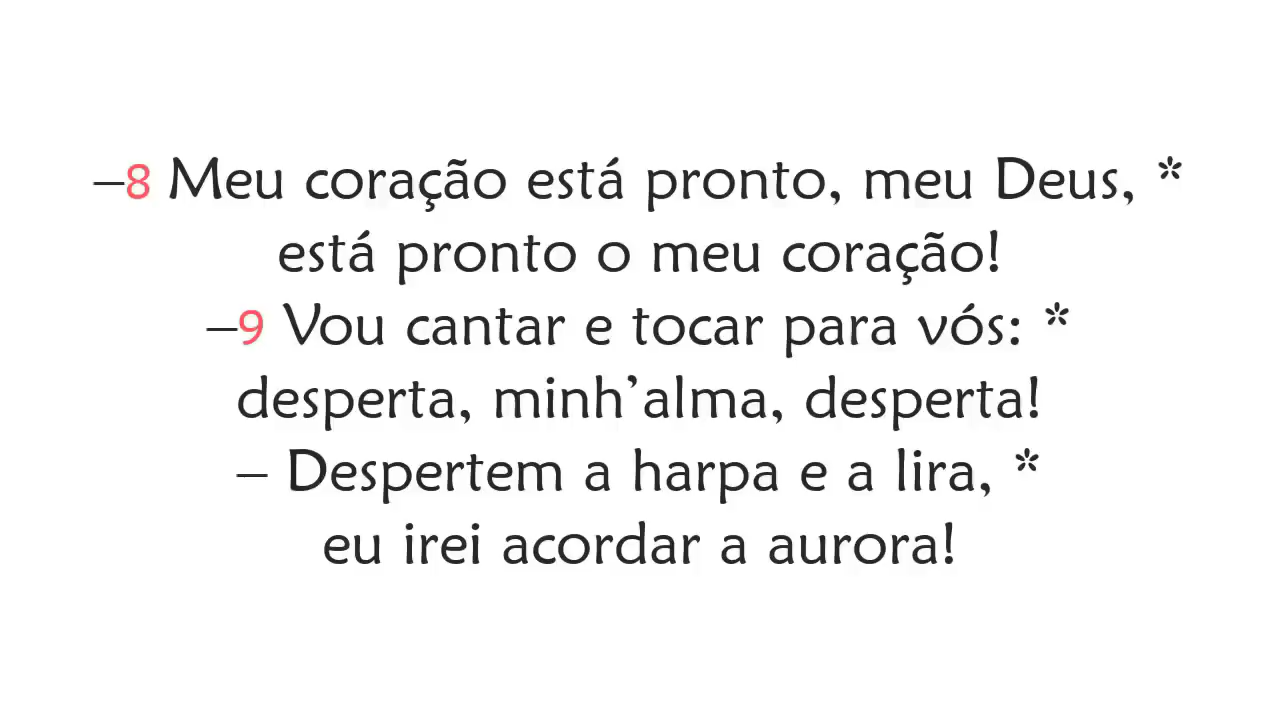 –8 Meu coração está pronto, meu Deus, *
está pronto o meu coração!
–9 Vou cantar e tocar para vós: *
desperta, minh’alma, desperta!
– Despertem a harpa e a lira, *
eu irei acordar a aurora!